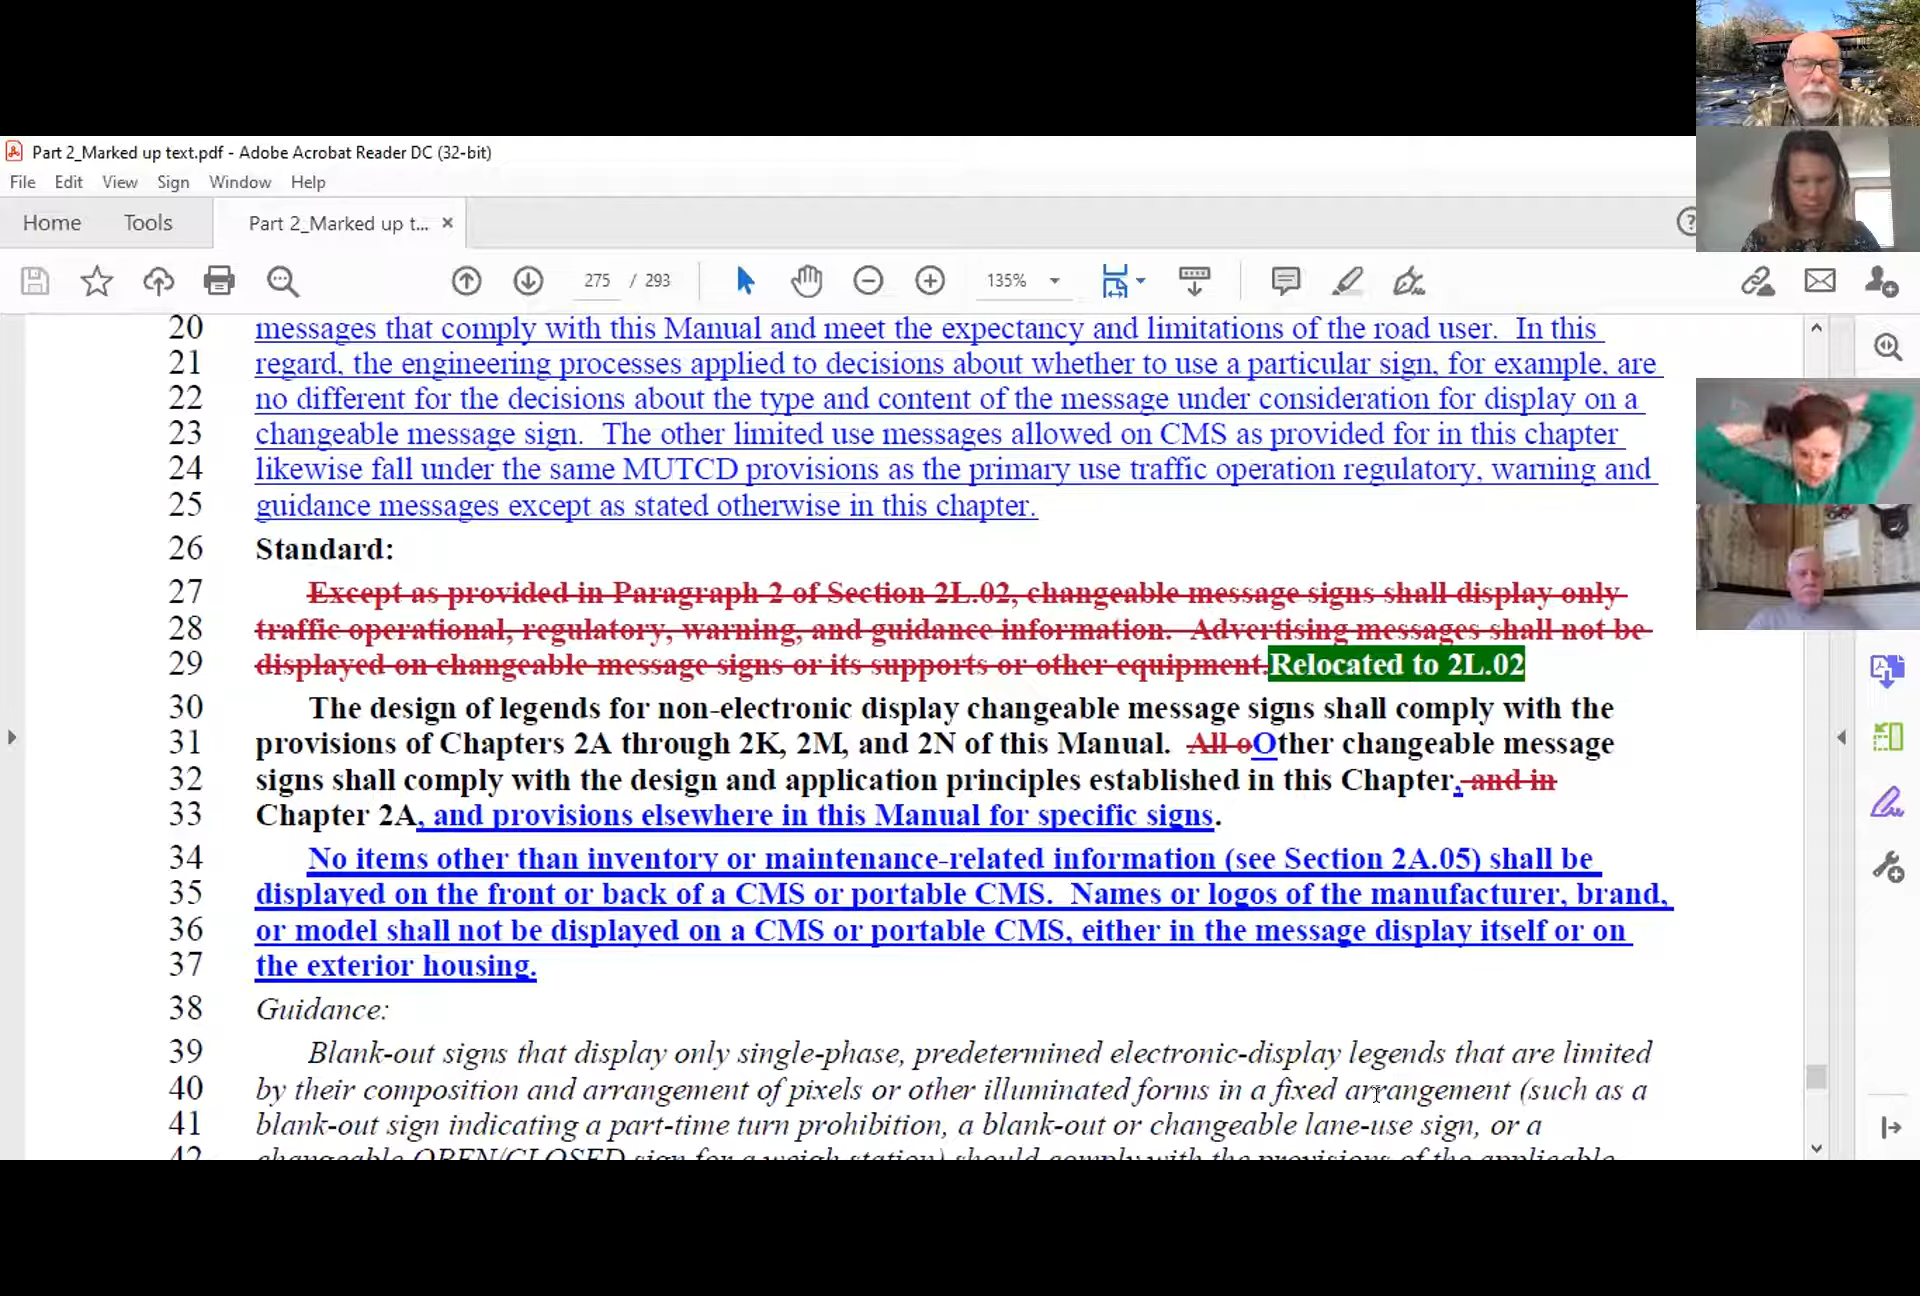 Part 2_Marked up text.pdf - Adobe Acrobat Reader DC (32-bit)
File Edit View Sign Window Help
Home Tools Part 2_Marked up t... ×
275 / 293 135%
20 messages that comply with this Manual and meet the expectancy and limitations of the road user. In this
21 regard, the engineering processes applied to decisions about whether to use a particular sign, for example, are
22 no different for the decisions about the type and content of the message under consideration for display on a
23 changeable message sign. The other limited use messages allowed on CMS as provided for in this chapter
24 likewise fall under the same MUTCD provisions as the primary use traffic operation regulatory, warning and
25 guidance messages except as stated otherwise in this chapter.
26 Standard:
27 Except as provided in Paragraph 2 of Section 2L.02, changeable message signs shall display only
28 traffic operational, regulatory, warning, and guidance information. Advertising messages shall not be
29 displayed on changeable message signs or its supports or other equipment.Relocated to 2L.02
30 The design of legends for non-electronic display changeable message signs shall comply with the
31 provisions of Chapters 2A through 2K, 2M, and 2N of this Manual. All oOther changeable message
32 signs shall comply with the design and application principles established in this Chapter, and in
33 Chapter 2A, and provisions elsewhere in this Manual for specific signs.
34 No items other than inventory or maintenance-related information (see Section 2A.05) shall be
35 displayed on the front or back of a CMS or portable CMS. Names or logos of the manufacturer, brand,
36 or model shall not be displayed on a CMS or portable CMS, either in the message display itself or on
37 the exterior housing.
38 Guidance:
39 Blank-out signs that display only single-phase, predetermined electronic-display legends that are limited
40 by their composition and arrangement of pixels or other illuminated forms in a fixed arrangement (such as a
41 blank-out sign indicating a part-time turn prohibition, a blank-out or changeable lane-use sign, or a
42 changeable OPEN/CLOSED sign for a weigh station) should comply with the provisions of the applicable